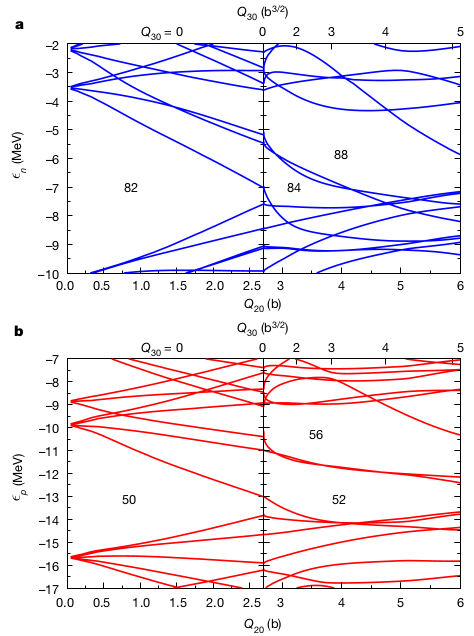 Q30 (b3/2)
a
Q30 = 0
0 2 3 4 5
−2
−3
−4
−5
−6
−7
−8
−9
−10
ϵn (MeV)
82
84
88
0.0 0.5 1.0 1.5 2.0 2.5 3 4 5 6
Q20 (b)
b
Q30 (b3/2)
Q30 = 0
0 2 3 4 5
−7
−8
−9
−10
−11
−12
−13
−14
−15
−16
−17
ϵp (MeV)
50
52
56
0.0 0.5 1.0 1.5 2.0 2.5 3 4 5 6
Q20 (b)